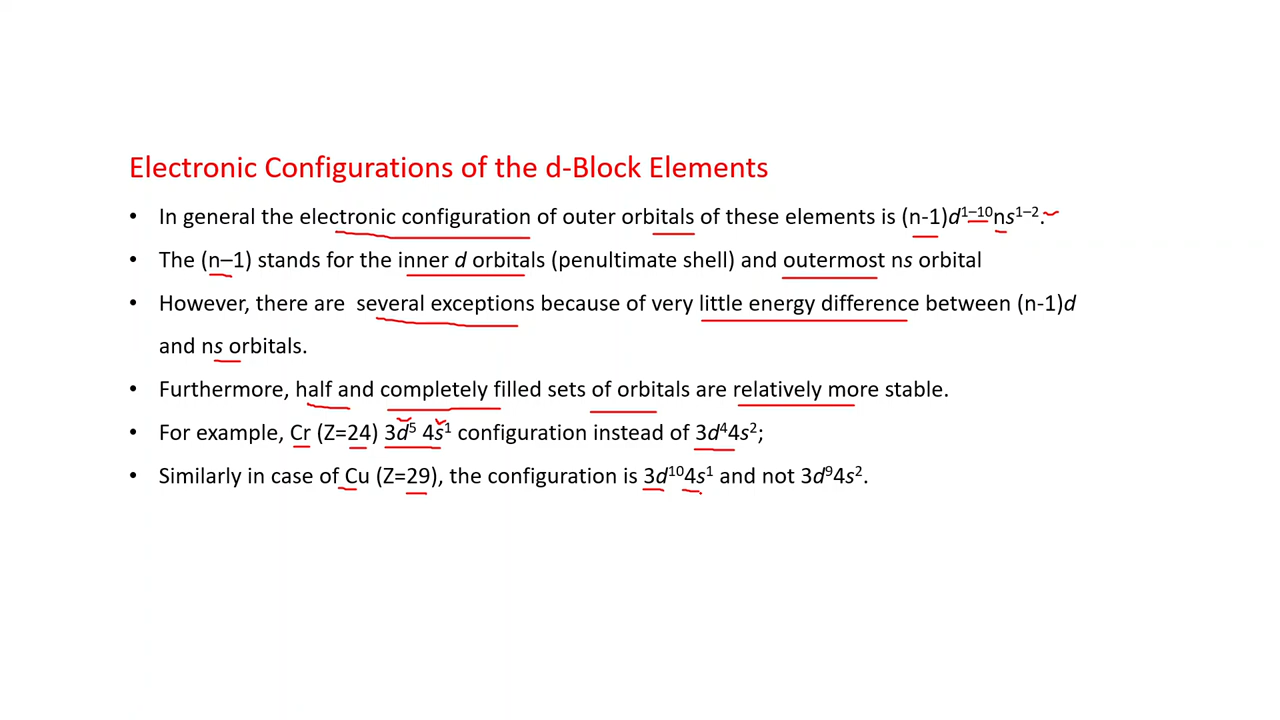 Electronic Configurations of the d-Block Elements
• In general the electronic configuration of outer orbitals of these elements is (n-1)d¹⁻¹⁰ns¹⁻².
• The (n–1) stands for the inner d orbitals (penultimate shell) and outermost ns orbital
• However, there are several exceptions because of very little energy difference between (n-1)d
and ns orbitals.
• Furthermore, half and completely filled sets of orbitals are relatively more stable.
• For example, Cr (Z=24) 3d⁵ 4s¹ configuration instead of 3d⁴4s²;
• Similarly in case of Cu (Z=29), the configuration is 3d¹⁰4s¹ and not 3d⁹4s².